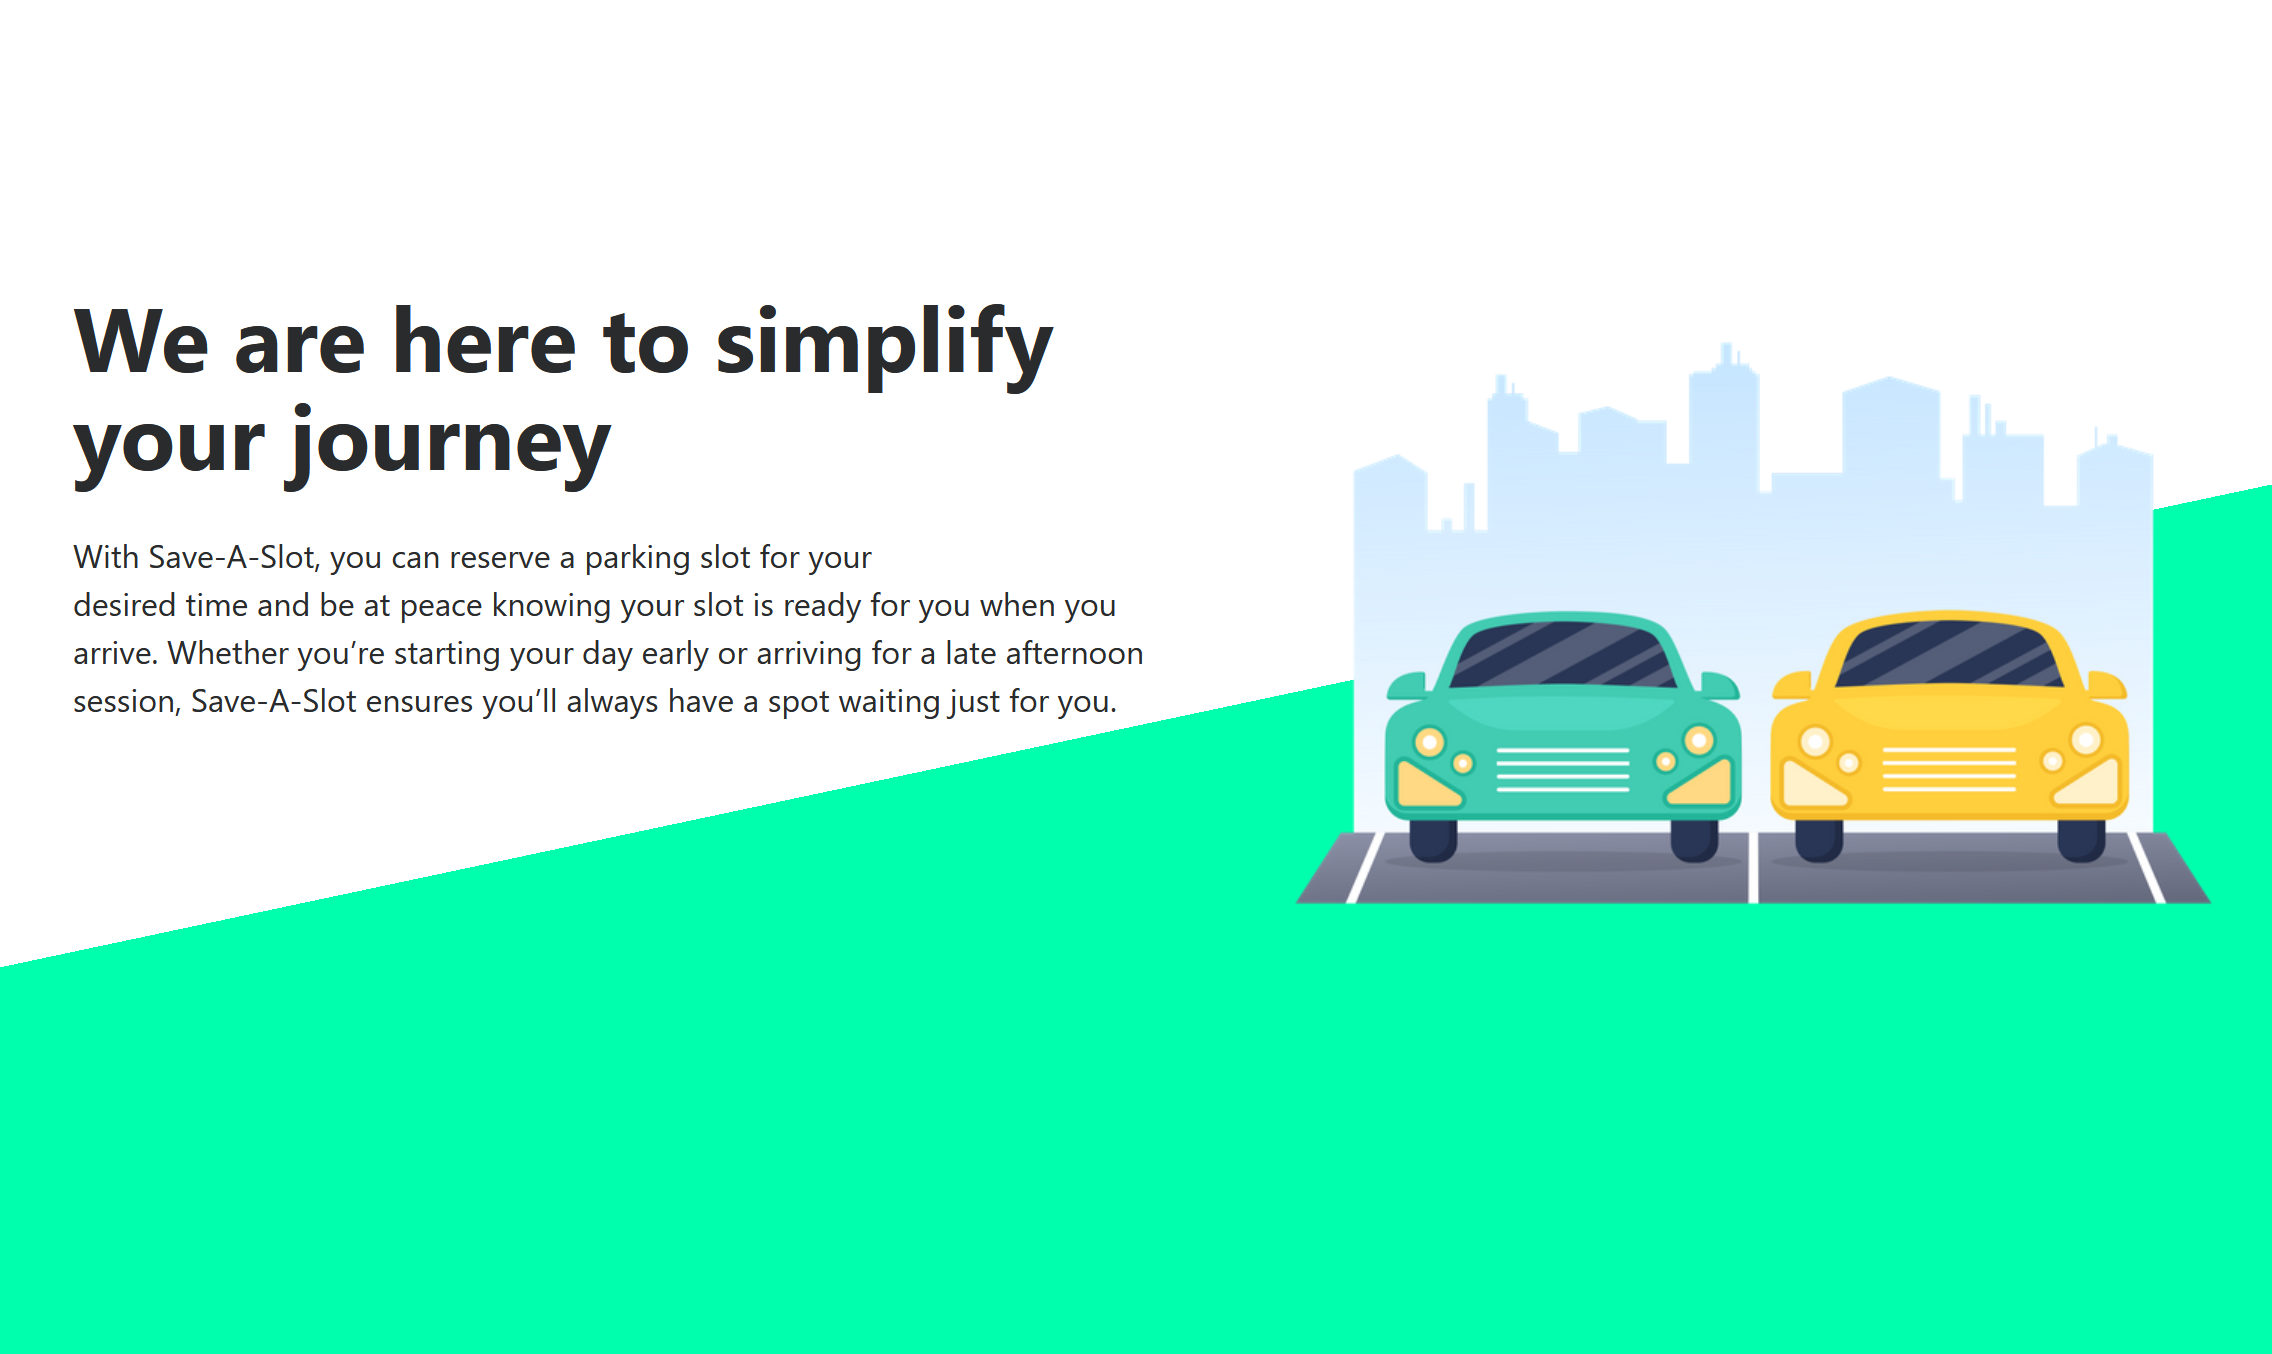 We are here to simplify
your journey
With Save-A-Slot, you can reserve a parking slot for your
desired time and be at peace knowing your slot is ready for you when you
arrive. Whether you’re starting your day early or arriving for a late afternoon
session, Save-A-Slot ensures you’ll always have a spot waiting just for you.